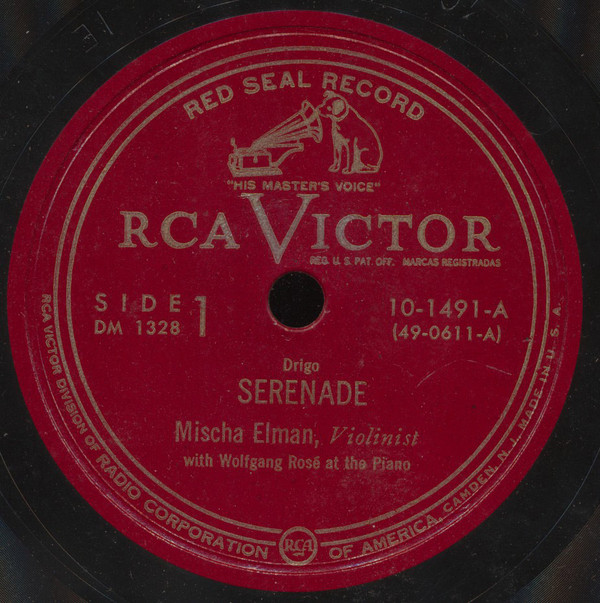 RED SEAL RECORD
"HIS MASTER'S VOICE"
RCA VICTOR
REG. U. S. PAT. OFF. MARCAS REGISTRADAS
SIDE 1
DM 1328
10-1491-A
(49-0611-A)
Drigo
SERENADE
Mischa Elman, Violinist
with Wolfgang Rosé at the Piano
RCA VICTOR DIVISION OF RADIO CORPORATION OF AMERICA, CAMDEN, N. J. MADE IN U. S. A.
RCA